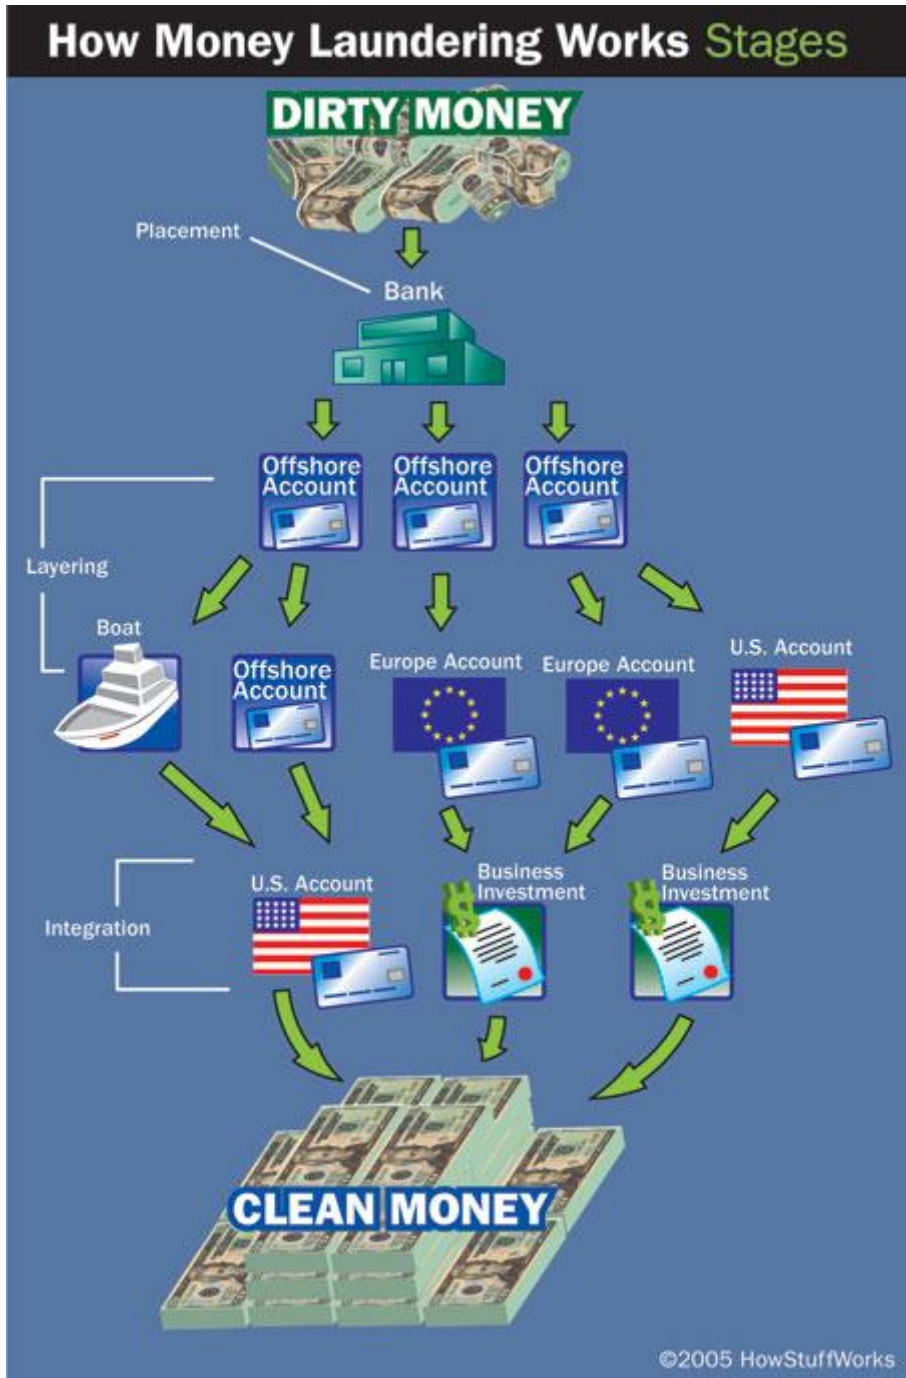 How Money Laundering Works Stages
DIRTY MONEY
Placement
Bank
Offshore
Account
Offshore
Account
Offshore
Account
Layering
Boat
Offshore
Account
Europe Account
Europe Account
U.S. Account
Integration
U.S. Account
Business
Investment
Business
Investment
CLEAN MONEY
©2005 HowStuffWorks